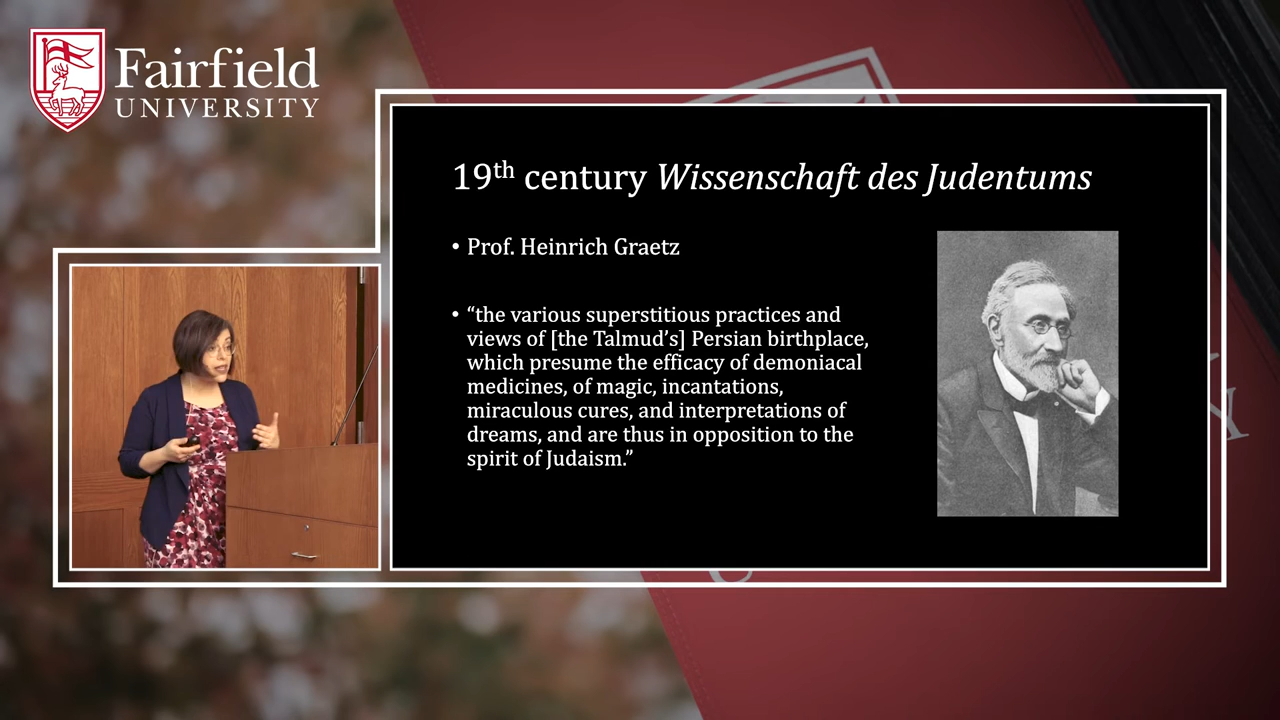 Fairfield
UNIVERSITY
19th century Wissenschaft des Judentums
• Prof. Heinrich Graetz
• “the various superstitious practices and
views of [the Talmud’s] Persian birthplace,
which presume the efficacy of demoniacal
medicines, of magic, incantations,
miraculous cures, and interpretations of
dreams, and are thus in opposition to the
spirit of Judaism.”